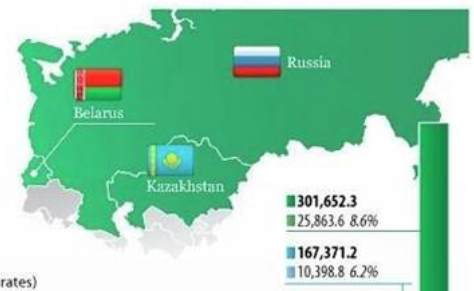 Russia
Belarus
Kazakhstan
301,652.3
25,863.6 8.6%
167,371.2
10,398.8 6.2%
rates)